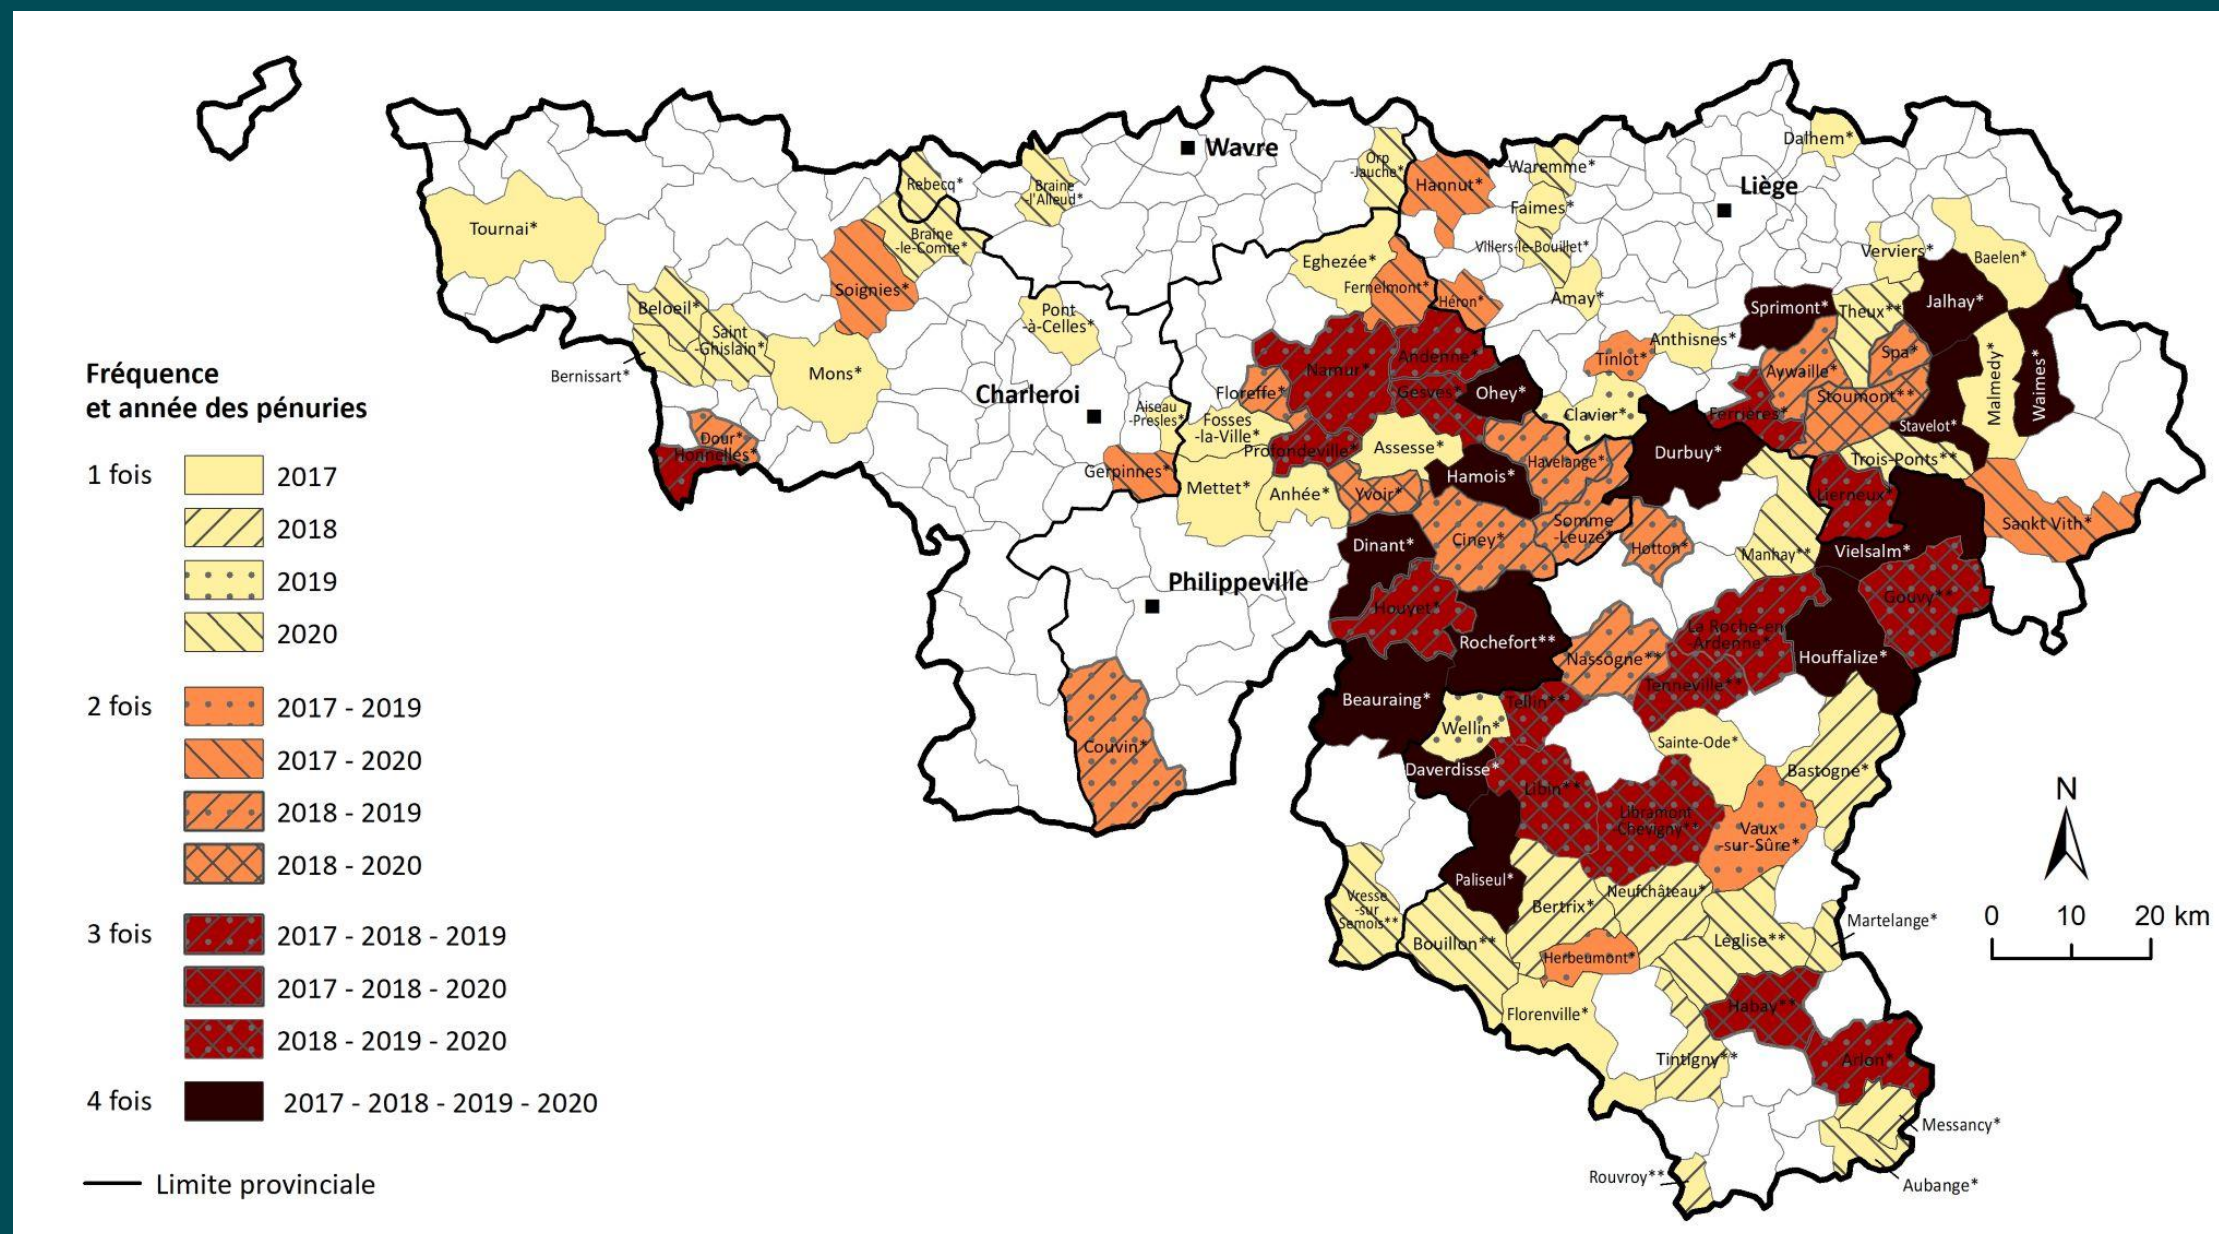 Fréquence
et année des pénuries
1 fois
2017
2018
2019
2020
2 fois
2017 - 2019
2017 - 2020
2018 - 2019
2018 - 2020
3 fois
2017 - 2018 - 2019
2017 - 2018 - 2020
2018 - 2019 - 2020
4 fois
2017 - 2018 - 2019 - 2020
Limite provinciale
Tournai*
Rebecq*
Braine
-l'Alleud*
Wavre
Orp
-Jauche*
Hannut*
Waremme*
Dalhem*
Liège
Faimes*
Braine
-le-Comte*
Villers-le-Bouillet*
Verviers*
Baelen*
Eghezée*
Soignies*
Fernelmont*
Héron*
Amay*
Beloeil*
Saint
-Ghislain*
Pont
-à-Celles*
Sprimont*
Theux**
Jalhay*
Bernissart*
Mons*
Anthisnes*
Tinlot*
Spa*
Malmedy*
Waimes*
Andenne*
Namur*
Aywaille*
Charleroi
Floreffe*
Gesves*
Ohey*
Stoumont**
Aiseau
-Presles*
Fosses
-la-Ville*
Clavier*
Ferrières*
Stavelot*
Dour*
Honnelles*
Profondeville*
Assesse*
Durbuy*
Trois-Ponts**
Gerpinnes*
Havelange*
Hamois*
Mettet*
Anhée*
Yvoir*
Lierneux*
Somme
-Leuze*
Sankt Vith*
Dinant*
Ciney*
Hotton*
Manhay**
Vielsalm*
Philippeville
Houyet*
Gouvy**
La Roche-en
-Ardenne*
Rochefort**
Nassogne**
Houffalize*
Tenneville**
Beauraing*
Tellin**
Wellin*
Sainte-Ode*
Couvin*
Daverdisse*
Bastogne*
Libin**
Libramont
Chevigny**
Vaux
-sur-Sûre*
N
Paliseul*
Neufchâteau*
Vresse
-sur
Semois**
Bertrix*
Martelange*
0 10 20 km
Bouillon**
Léglise**
Herbeumont*
Florenville*
Habay**
Tintigny**
Arlon*
Messancy*
Rouvroy**
Aubange*